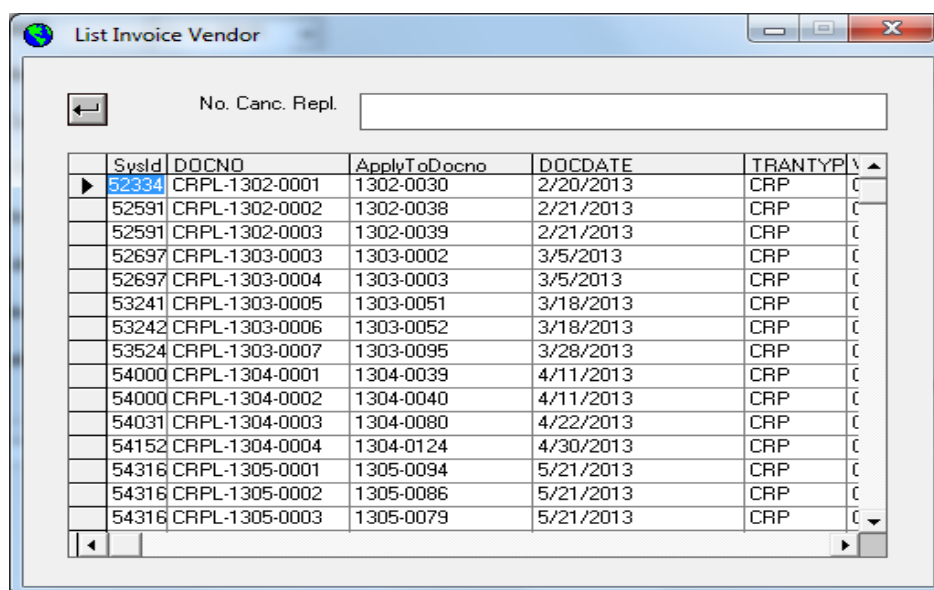 List Invoice Vendor
No. Canc. Repl.
SysId DOCNO ApplyToDocno DOCDATE TRANTYP
52334 CRPL-1302-0001 1302-0030 2/20/2013 CRP
52591 CRPL-1302-0002 1302-0038 2/21/2013 CRP
52591 CRPL-1302-0003 1302-0039 2/21/2013 CRP
52697 CRPL-1303-0003 1303-0002 3/5/2013 CRP
52697 CRPL-1303-0004 1303-0003 3/5/2013 CRP
53241 CRPL-1303-0005 1303-0051 3/18/2013 CRP
53242 CRPL-1303-0006 1303-0052 3/18/2013 CRP
53524 CRPL-1303-0007 1303-0095 3/28/2013 CRP
54000 CRPL-1304-0001 1304-0039 4/11/2013 CRP
54000 CRPL-1304-0002 1304-0040 4/11/2013 CRP
54031 CRPL-1304-0003 1304-0080 4/22/2013 CRP
54152 CRPL-1304-0004 1304-0124 4/30/2013 CRP
54316 CRPL-1305-0001 1305-0094 5/21/2013 CRP
54316 CRPL-1305-0002 1305-0086 5/21/2013 CRP
54316 CRPL-1305-0003 1305-0079 5/21/2013 CRP